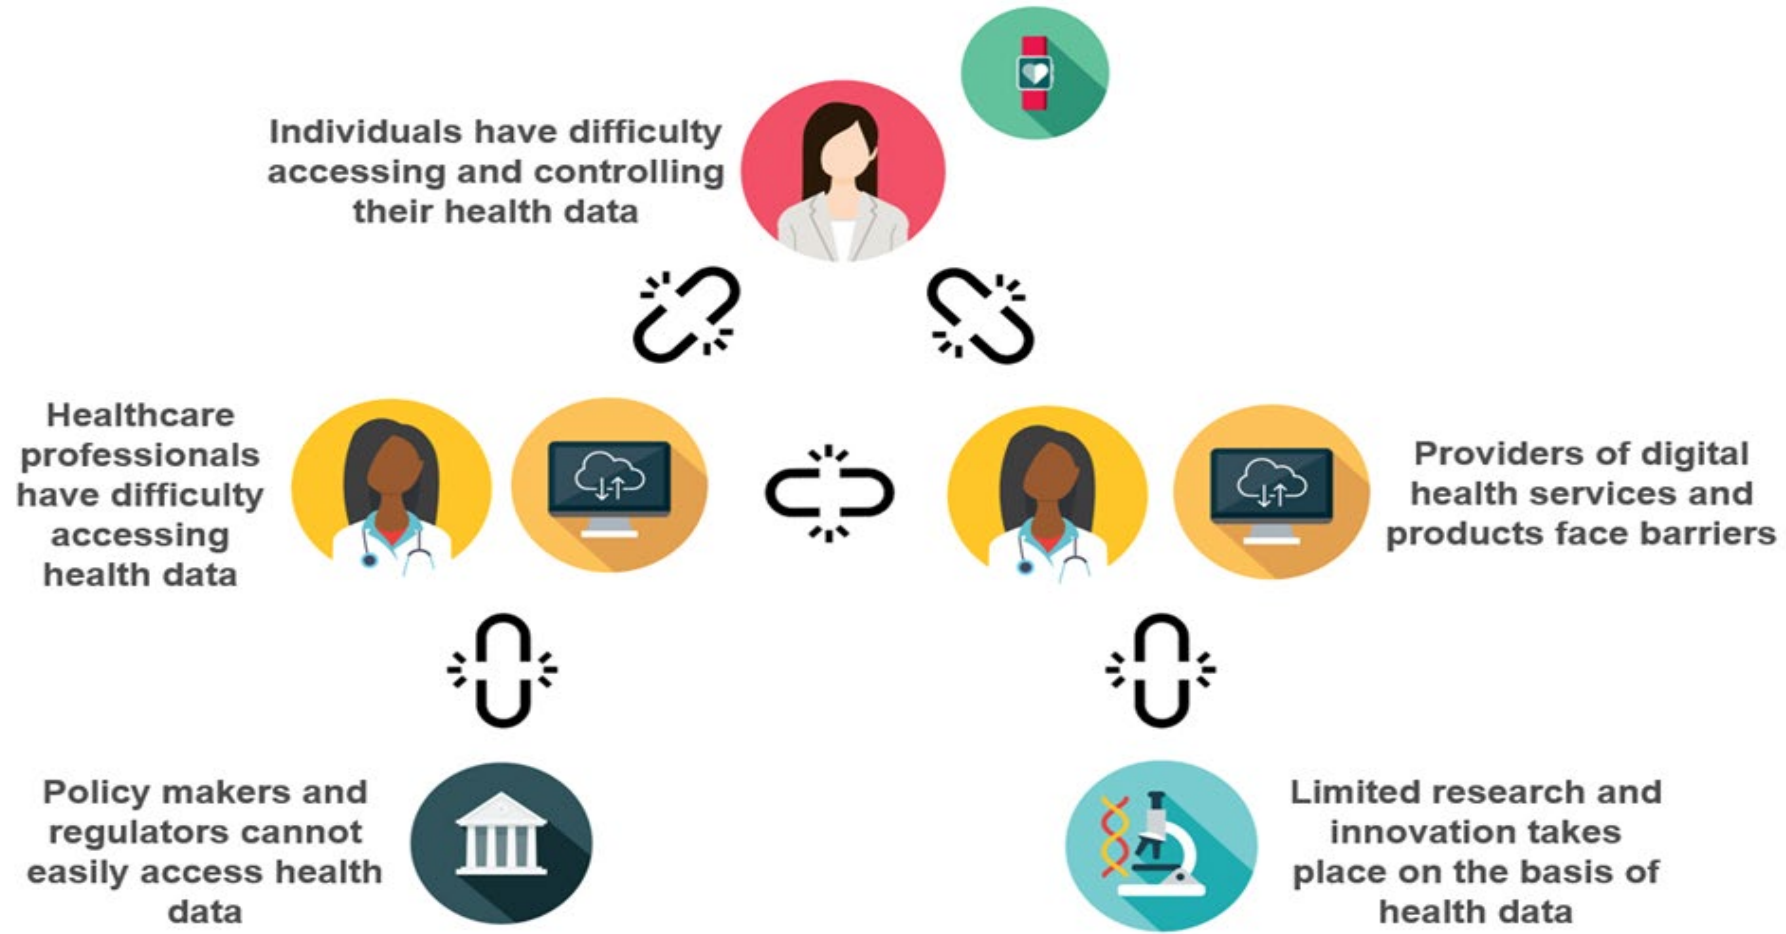 Individuals have difficulty
accessing and controlling
their health data
Healthcare
professionals
have difficulty
accessing
health data
Providers of digital
health services and
products face barriers
Policy makers and
regulators cannot
easily access health
data
Limited research and
innovation takes
place on the basis of
health data